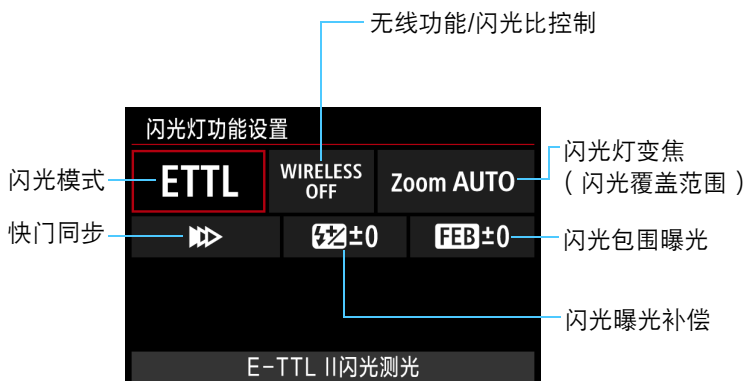 无线功能/闪光比控制
闪光灯功能设置
闪光模式
ETTL
WIRELESS
OFF
Zoom AUTO
闪光灯变焦
(闪光覆盖范围)
快门同步
±0
FEB±0
闪光包围曝光
闪光曝光补偿
E-TTL II闪光测光